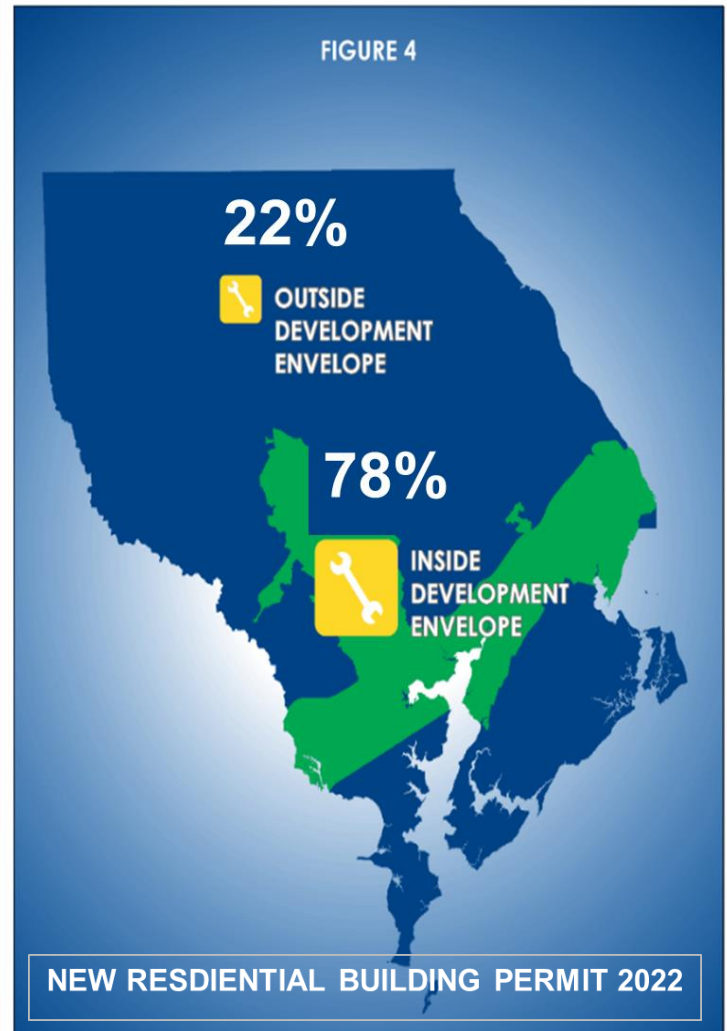 FIGURE 4
22%
OUTSIDE
DEVELOPMENT
ENVELOPE
78%
INSIDE
DEVELOPMENT
ENVELOPE
NEW RESDIENTIAL BUILDING PERMIT 2022